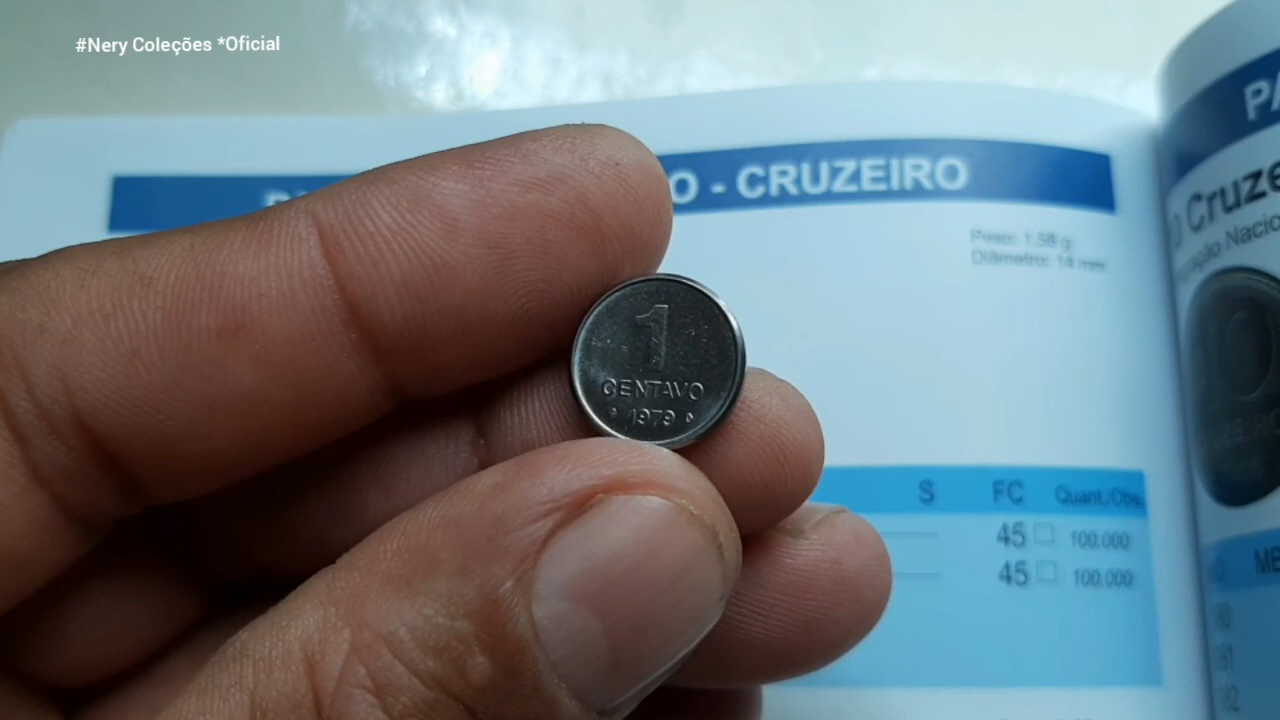 #Nery Coleções *Oficial
O - CRUZEIRO
Peso: 1,58 g
Diâmetro: 14 mm
1
CENTAVO
1979
S FC Quant./Obs.
45 100.000
45 100.000
Cruze